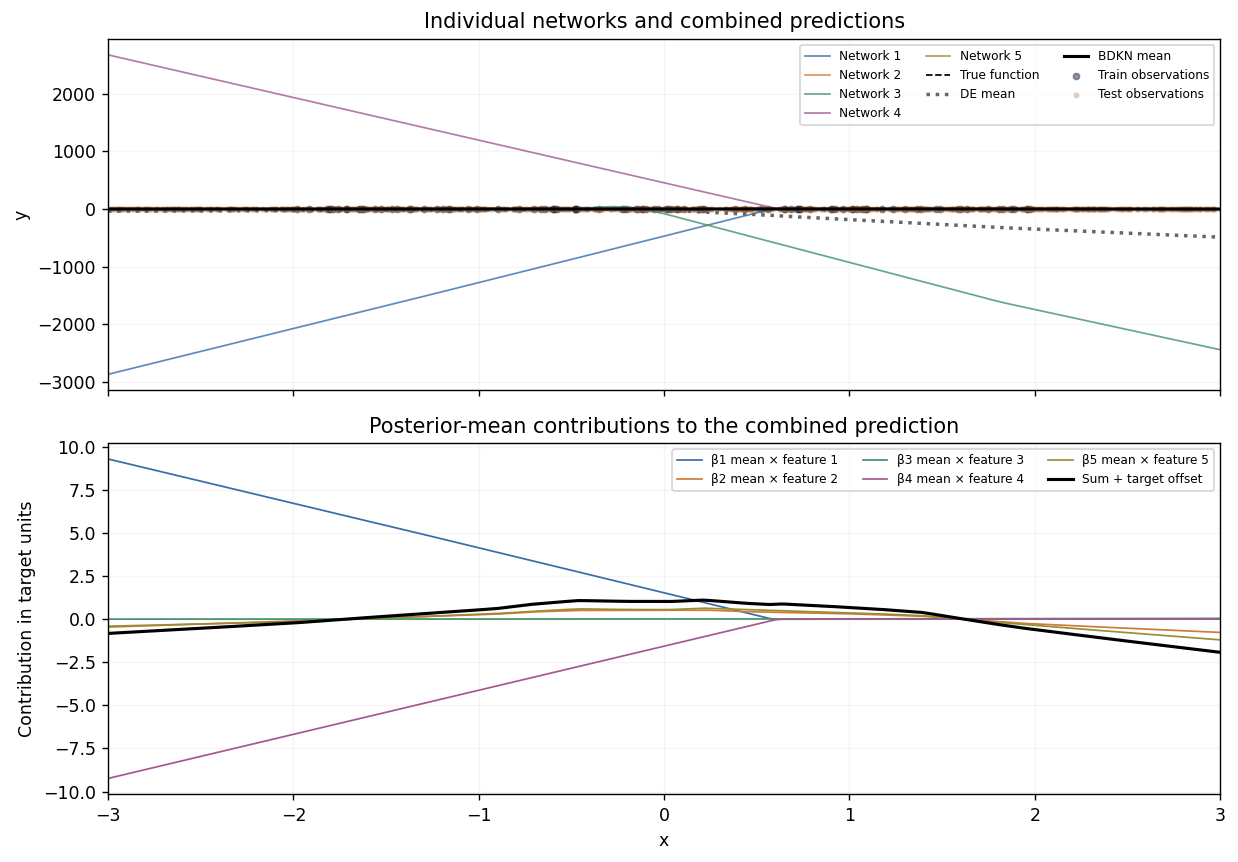 Individual networks and combined predictions
Network 1
Network 2
Network 3
Network 4
Network 5
True function
DE mean
BDKN mean
Train observations
Test observations
2000
1000
0
−1000
−2000
−3000
y
Posterior-mean contributions to the combined prediction
β1 mean × feature 1
β2 mean × feature 2
β3 mean × feature 3
β4 mean × feature 4
β5 mean × feature 5
Sum + target offset
10.0
7.5
5.0
2.5
0.0
−2.5
−5.0
−7.5
−10.0
Contribution in target units
−3 −2 −1 0 1 2 3
x